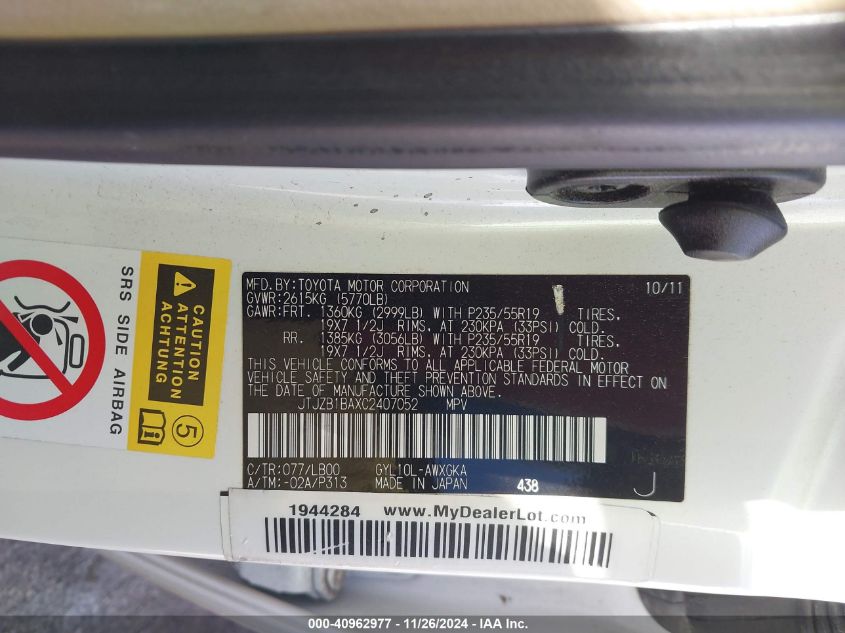 SRS SIDE AIRBAG
CAUTION
ATTENTION
ACHTUNG
5
MFD.BY:TOYOTA MOTOR CORPORATION 10/11
GVWR:2615KG (5770LB)
GAWR:FRT. 1360KG (2999LB) WITH P235/55R19 TIRES,
19X7 1/2J RIMS, AT 230KPA (33PSI) COLD.
RR. 1385KG (3056LB) WITH P235/55R19 TIRES,
19X7 1/2J RIMS, AT 230KPA (33PSI) COLD.
THIS VEHICLE CONFORMS TO ALL APPLICABLE FEDERAL MOTOR
VEHICLE SAFETY AND THEFT PREVENTION STANDARDS IN EFFECT ON
THE DATE OF MANUFACTURE SHOWN ABOVE.
JTJZB1BAXC2407052 MPV
C/TR:077/LB00 GYL10L-AWXGKA
A/TM:-02A/P313 MADE IN JAPAN 438 J
1944284 www.MyDealerLot.com
000-40962977 - 11/26/2024 - © IAA Inc.